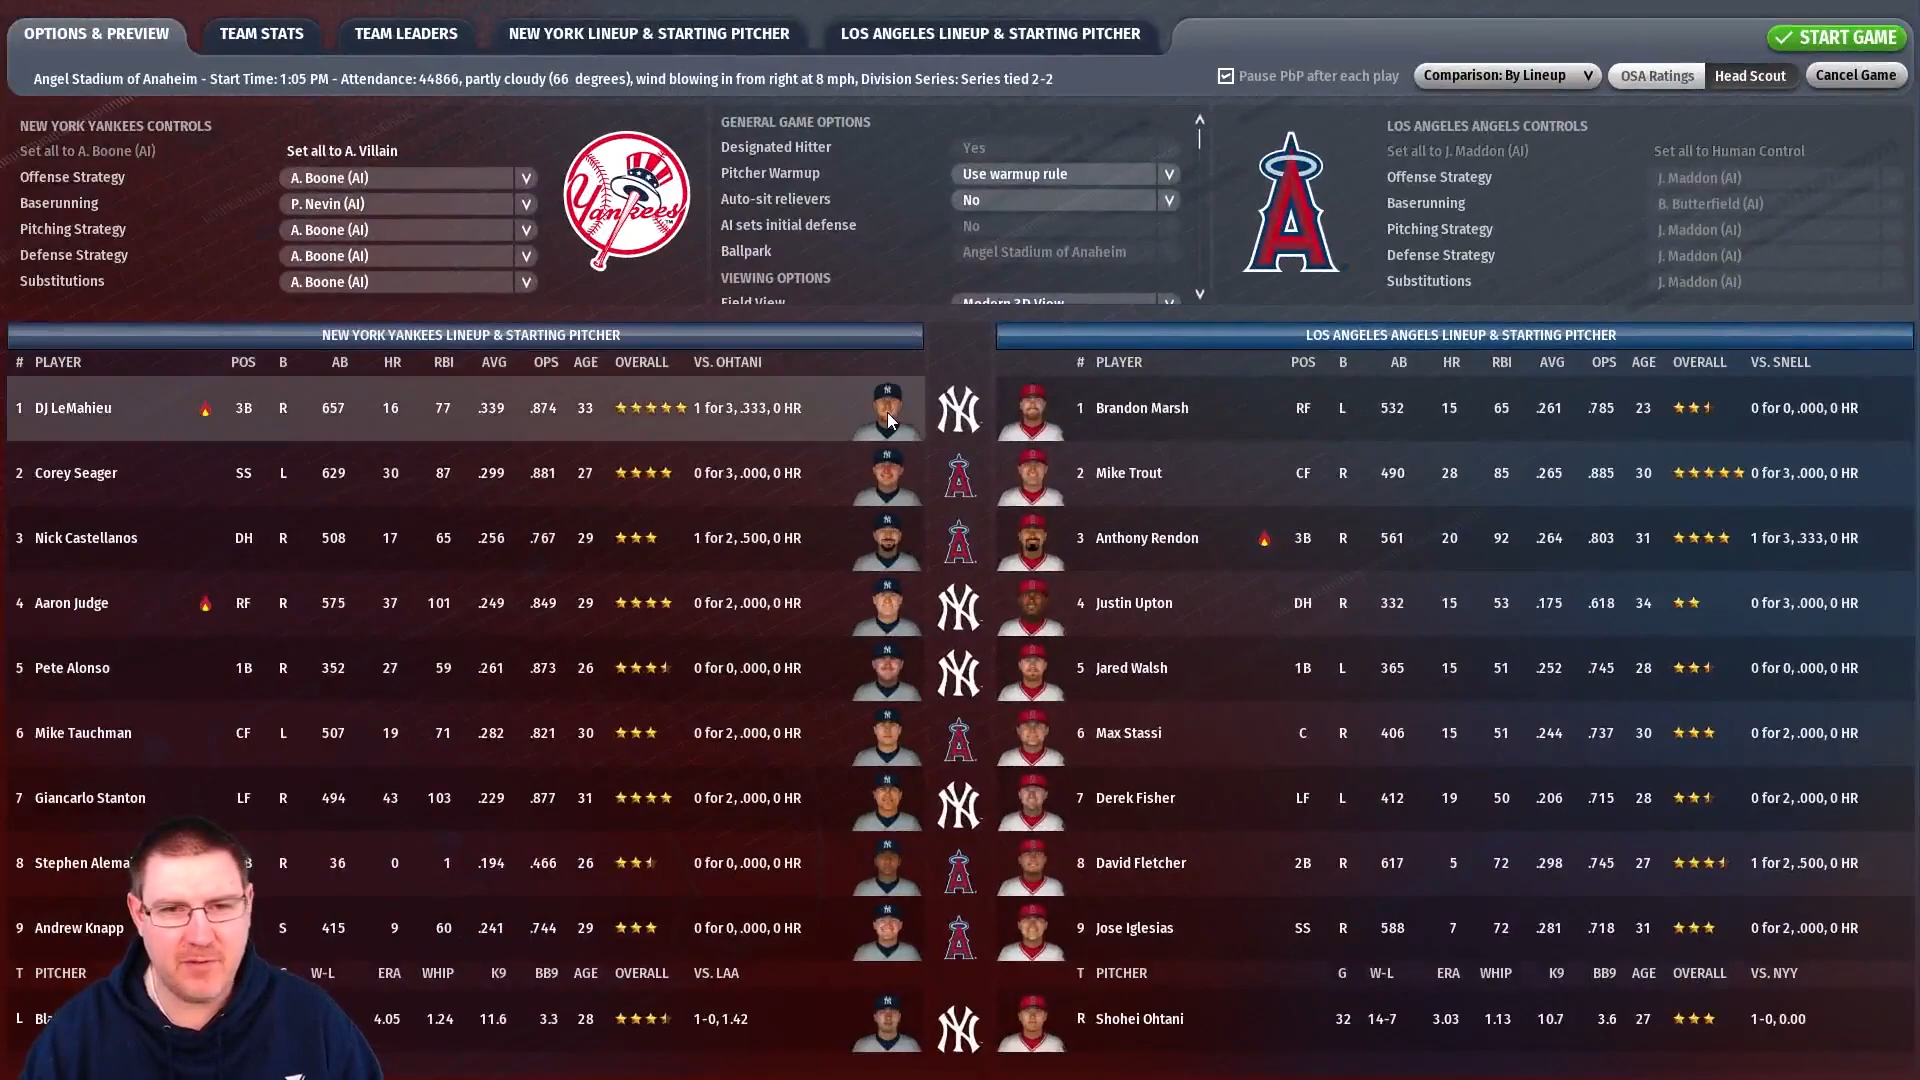 OPTIONS & PREVIEW TEAM STATS TEAM LEADERS NEW YORK LINEUP & STARTING PITCHER LOS ANGELES LINEUP & STARTING PITCHER START GAME
Angel Stadium of Anaheim - Start Time: 1:05 PM - Attendance: 44866, partly cloudy (66 degrees), wind blowing in from right at 8 mph, Division Series: Series tied 2-2 Pause PbP after each play Comparison: By Lineup OSA Ratings Head Scout Cancel Game
NEW YORK YANKEES CONTROLS
Set all to A. Boone (AI) Set all to A. Villain
Offense Strategy A. Boone (AI)
Baserunning P. Nevin (AI)
Pitching Strategy A. Boone (AI)
Defense Strategy A. Boone (AI)
Substitutions A. Boone (AI)
Yankees
GENERAL GAME OPTIONS
Designated Hitter Yes
Pitcher Warmup Use warmup rule
Auto-sit relievers No
AI sets initial defense No
Ballpark Angel Stadium of Anaheim
VIEWING OPTIONS
Field View Modern 3D View
A
LOS ANGELES ANGELS CONTROLS
Set all to J. Maddon (AI) Set all to Human Control
Offense Strategy J. Maddon (AI)
Baserunning B. Butterfield (AI)
Pitching Strategy J. Maddon (AI)
Defense Strategy J. Maddon (AI)
Substitutions J. Maddon (AI)
NEW YORK YANKEES LINEUP & STARTING PITCHER
# PLAYER POS B AB HR RBI AVG OPS AGE OVERALL VS. OHTANI
1 DJ LeMahieu 3B R 657 16 77 .339 .874 33 1 for 3, .333, 0 HR NY
2 Corey Seager SS L 629 30 87 .299 .881 27 0 for 3, .000, 0 HR A
3 Nick Castellanos DH R 508 17 65 .256 .767 29 1 for 2, .500, 0 HR A
4 Aaron Judge RF R 575 37 101 .249 .849 29 0 for 2, .000, 0 HR NY
5 Pete Alonso 1B R 352 27 59 .261 .873 26 0 for 0, .000, 0 HR NY
6 Mike Tauchman CF L 507 19 71 .282 .821 30 0 for 2, .000, 0 HR A
7 Giancarlo Stanton LF R 494 43 103 .229 .877 31 0 for 2, .000, 0 HR NY
8 Stephen Alema B R 36 0 1 .194 .466 26 0 for 0, .000, 0 HR A
9 Andrew Knapp S 415 9 60 .241 .744 29 0 for 0, .000, 0 HR A
T PITCHER W-L ERA WHIP K9 BB9 AGE OVERALL VS. LAA
L Bla 4.05 1.24 11.6 3.3 28 1-0, 1.42 NY
LOS ANGELES ANGELS LINEUP & STARTING PITCHER
# PLAYER POS B AB HR RBI AVG OPS AGE OVERALL VS. SNELL
1 Brandon Marsh RF L 532 15 65 .261 .785 23 0 for 0, .000, 0 HR
2 Mike Trout CF R 490 28 85 .265 .885 30 0 for 3, .000, 0 HR
3 Anthony Rendon 3B R 561 20 92 .264 .803 31 1 for 3, .333, 0 HR
4 Justin Upton DH R 332 15 53 .175 .618 34 0 for 3, .000, 0 HR
5 Jared Walsh 1B L 365 15 51 .252 .745 28 0 for 0, .000, 0 HR
6 Max Stassi C R 406 15 51 .244 .737 30 0 for 2, .000, 0 HR
7 Derek Fisher LF L 412 19 50 .206 .715 28 0 for 2, .000, 0 HR
8 David Fletcher 2B R 617 5 72 .298 .745 27 1 for 2, .500, 0 HR
9 Jose Iglesias SS R 588 7 72 .281 .718 31 0 for 2, .000, 0 HR
T PITCHER G W-L ERA WHIP K9 BB9 AGE OVERALL VS. NYY
R Shohei Ohtani 32 14-7 3.03 1.13 10.7 3.6 27 1-0, 0.00